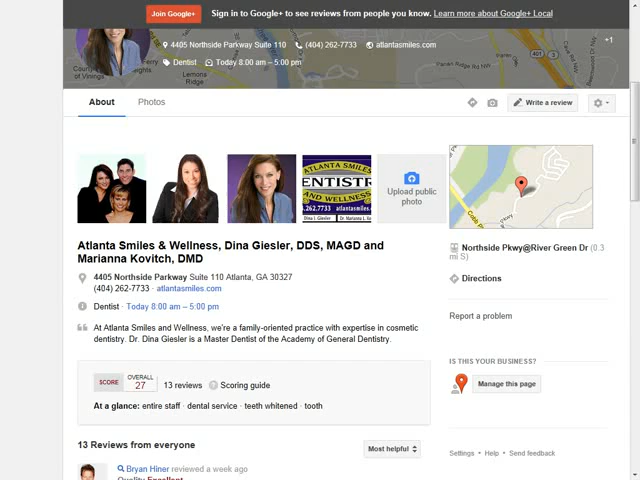 Join Google+
Sign in to Google+ to see reviews from people you know. Learn more about Google+ Local
4405 Northside Parkway Suite 110 (404) 262-7733 atlantasmiles.com
+1
Dentist Today 8:00 am – 5:00 pm
About Photos
Write a review
ATLANTA SMILES
DENTISTRY
AND WELLNESS
Upload public photo
Atlanta Smiles & Wellness, Dina Giesler, DDS, MAGD and
Marianna Kovitch, DMD
4405 Northside Parkway Suite 110 Atlanta, GA 30327
(404) 262-7733 · atlantasmiles.com
Dentist · Today 8:00 am – 5:00 pm
At Atlanta Smiles and Wellness, we're a family-oriented practice with expertise in cosmetic
dentistry. Dr. Dina Giesler is a Master Dentist of the Academy of General Dentistry.
SCORE OVERALL 27 13 reviews Scoring guide
At a glance: entire staff · dental service · teeth whitened · tooth
13 Reviews from everyone
Most helpful
Bryan Hiner reviewed a week ago
Quality Excellent
Northside Pkwy@River Green Dr (0.3
mi S)
Directions
Report a problem
IS THIS YOUR BUSINESS?
Manage this page
Settings · Help · Send feedback